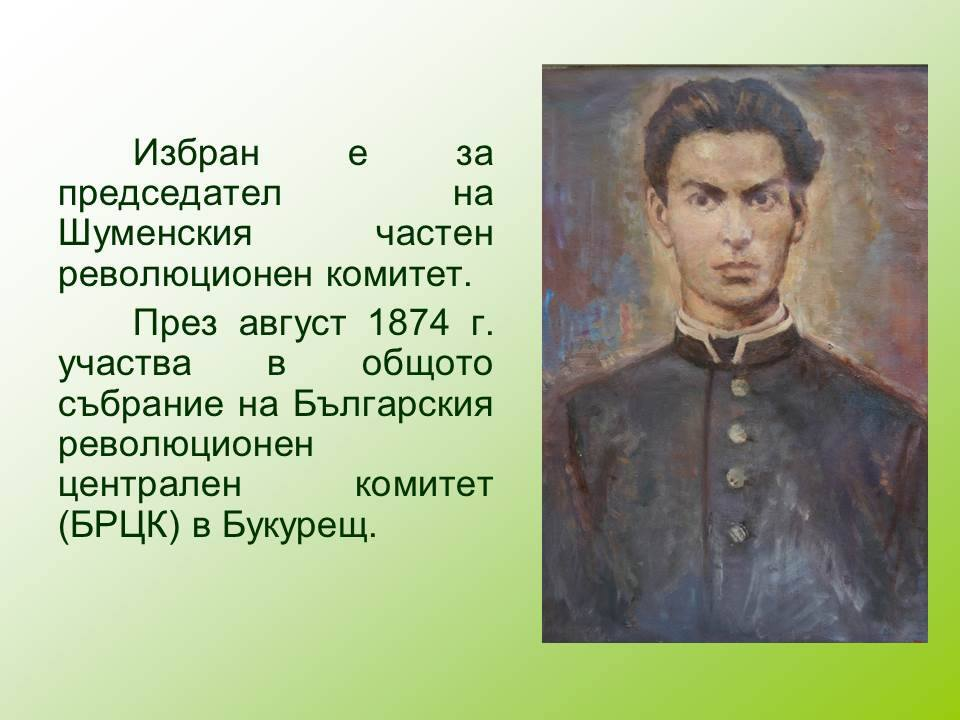 Избран е за
председател на
Шуменския частен
революционен комитет.
През август 1874 г.
участва в общото
събрание на Българския
революционен
централен комитет
(БРЦК) в Букурещ.